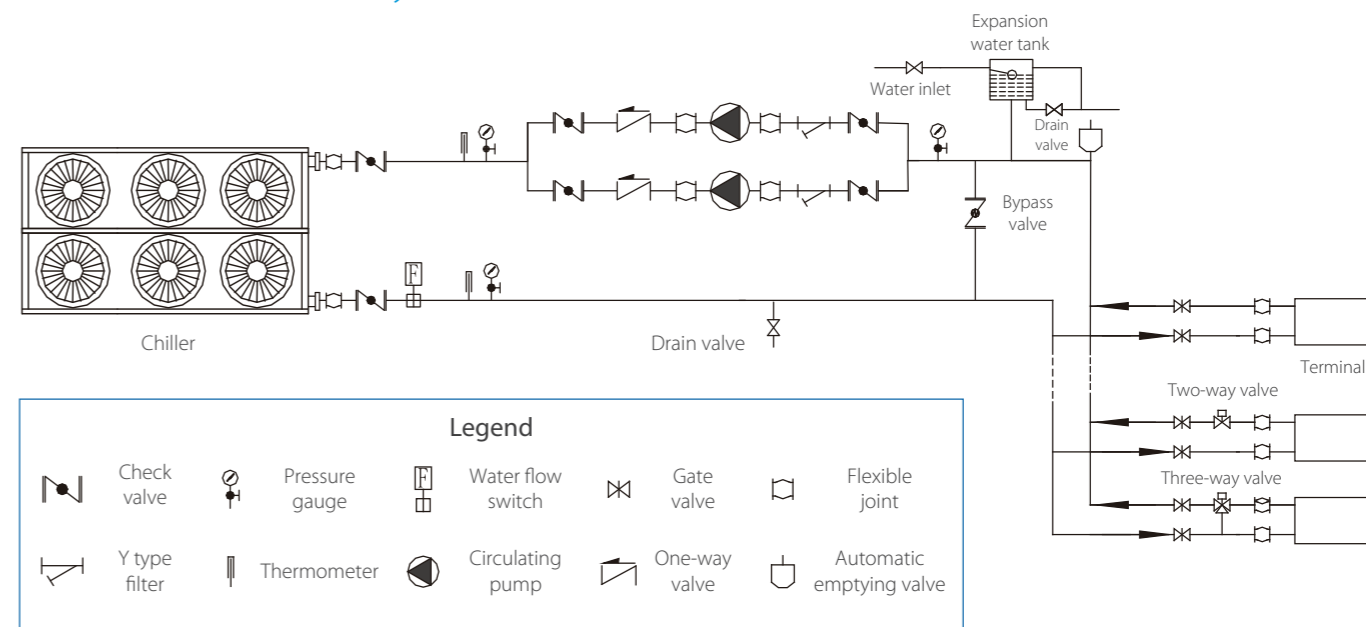 Expansion
water tank
Water inlet
Drain
valve
Bypass
valve
F
Chiller
Drain valve
Terminal
Two-way valve
Three-way valve
Legend
Check
valve
Pressure
gauge
F
Water flow
switch
Gate
valve
Flexible
joint
Y type
filter
Thermometer
Circulating
pump
One-way
valve
Automatic
emptying valve